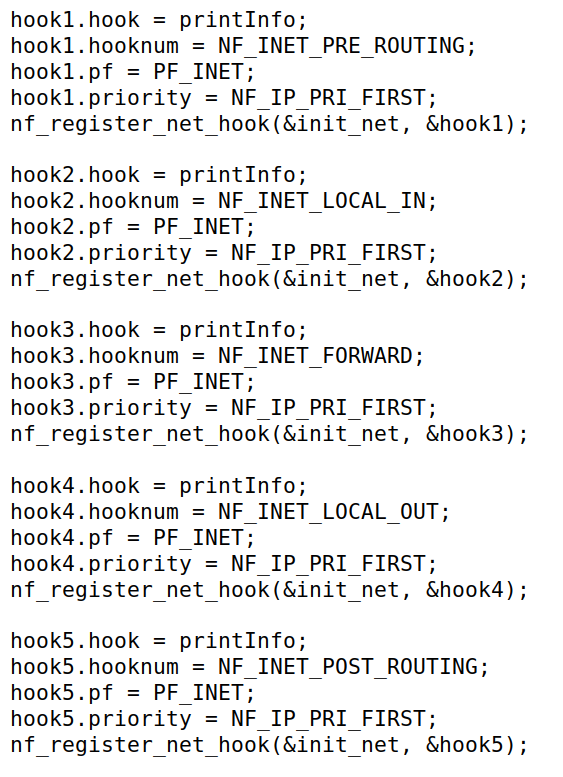 hook1.hook = printInfo;
hook1.hooknum = NF_INET_PRE_ROUTING;
hook1.pf = PF_INET;
hook1.priority = NF_IP_PRI_FIRST;
nf_register_net_hook(&init_net, &hook1);
hook2.hook = printInfo;
hook2.hooknum = NF_INET_LOCAL_IN;
hook2.pf = PF_INET;
hook2.priority = NF_IP_PRI_FIRST;
nf_register_net_hook(&init_net, &hook2);
hook3.hook = printInfo;
hook3.hooknum = NF_INET_FORWARD;
hook3.pf = PF_INET;
hook3.priority = NF_IP_PRI_FIRST;
nf_register_net_hook(&init_net, &hook3);
hook4.hook = printInfo;
hook4.hooknum = NF_INET_LOCAL_OUT;
hook4.pf = PF_INET;
hook4.priority = NF_IP_PRI_FIRST;
nf_register_net_hook(&init_net, &hook4);
hook5.hook = printInfo;
hook5.hooknum = NF_INET_POST_ROUTING;
hook5.pf = PF_INET;
hook5.priority = NF_IP_PRI_FIRST;
nf_register_net_hook(&init_net, &hook5);